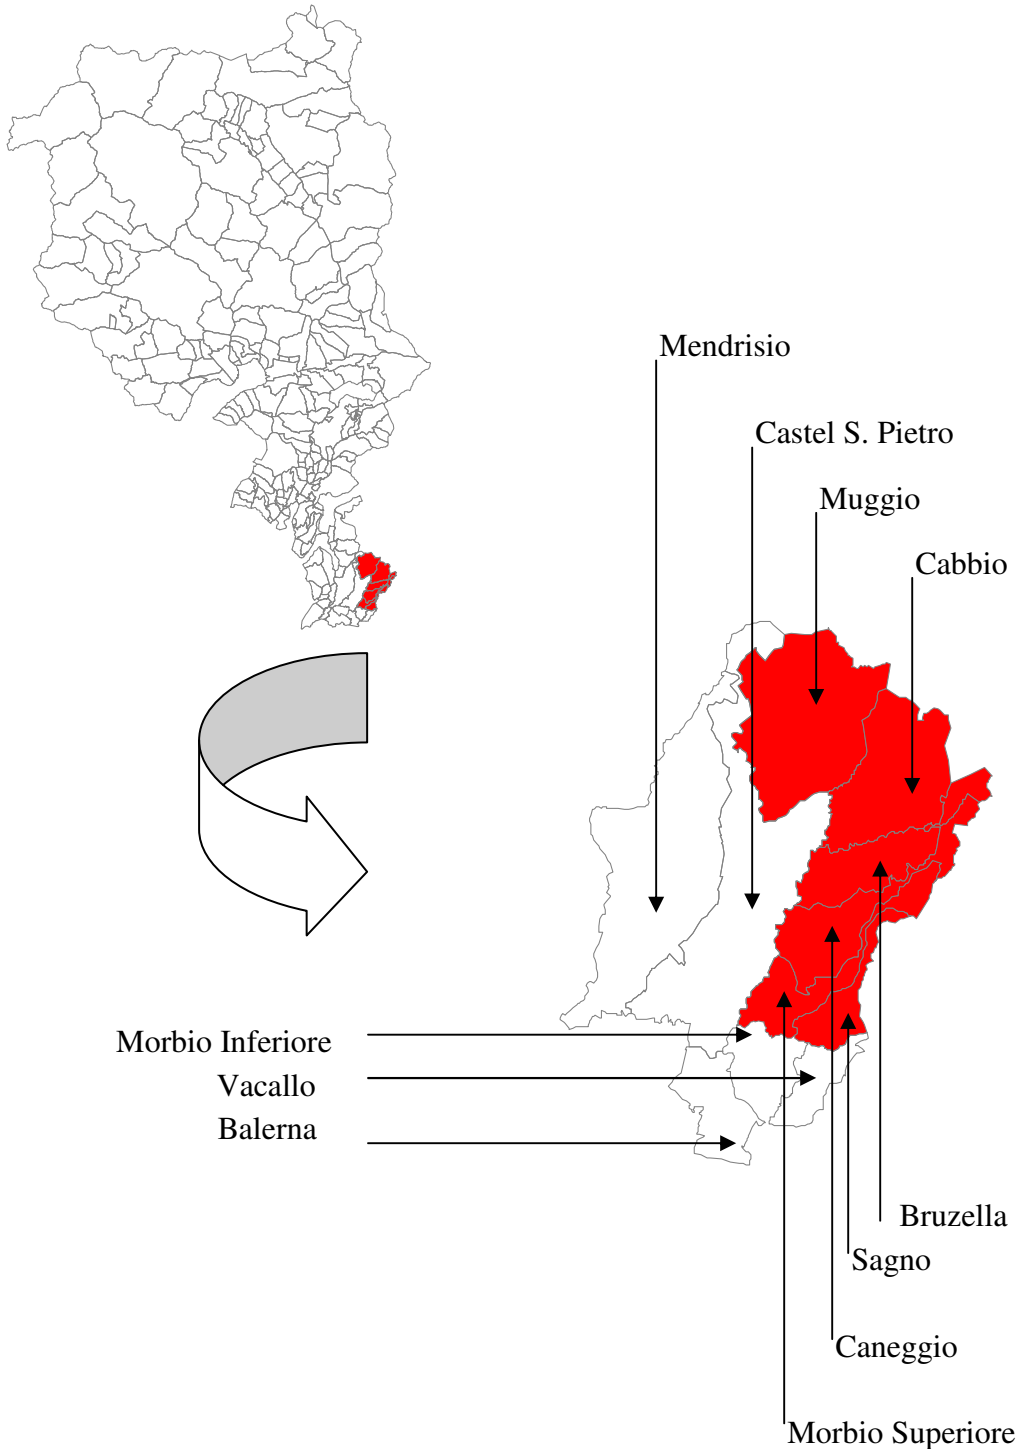 Mendrisio
Castel S. Pietro
Muggio
Cabbio
Morbio Inferiore
Vacallo
Balerna
Bruzella
Sagno
Caneggio
Morbio Superiore